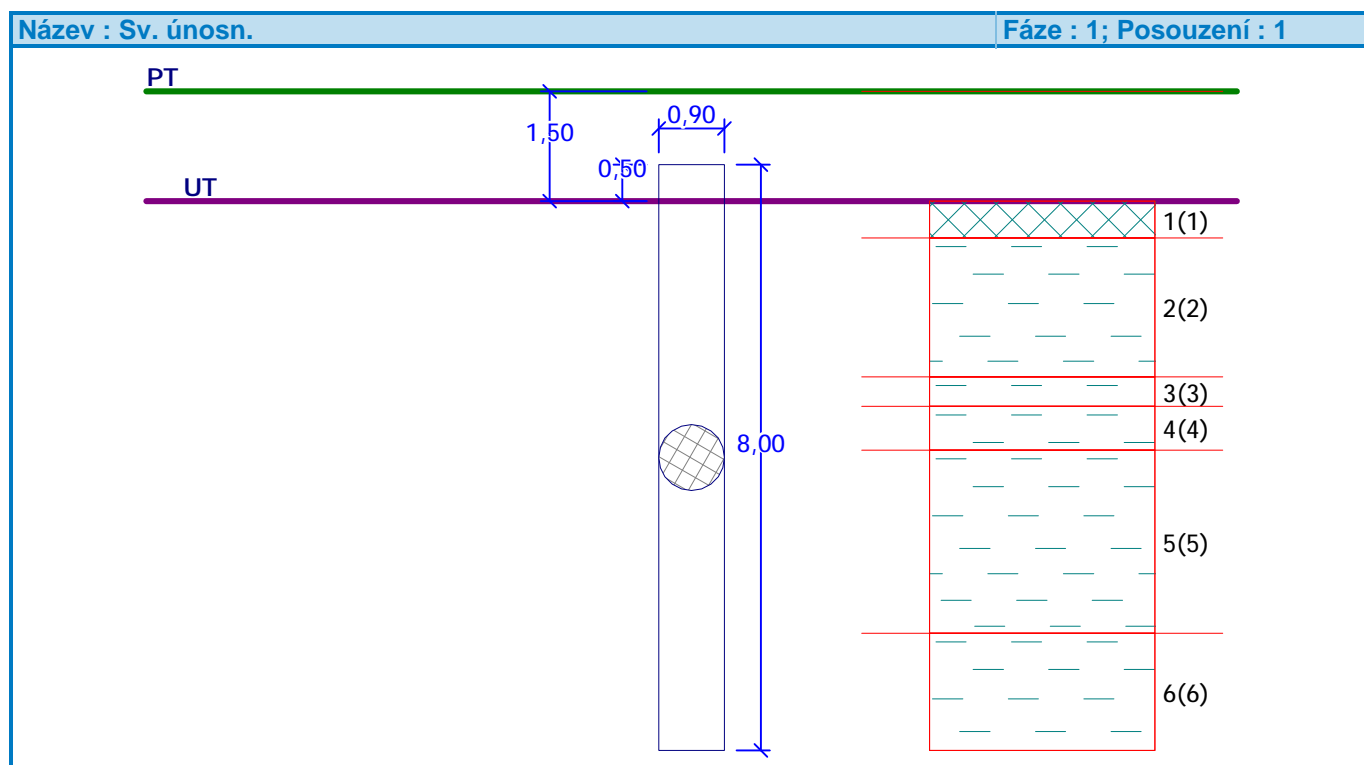 Název : Sv. únosn.
Fáze : 1; Posouzení : 1
PT
0,90
1,50
0,50
UT
1(1)
2(2)
3(3)
4(4)
8,00
5(5)
6(6)